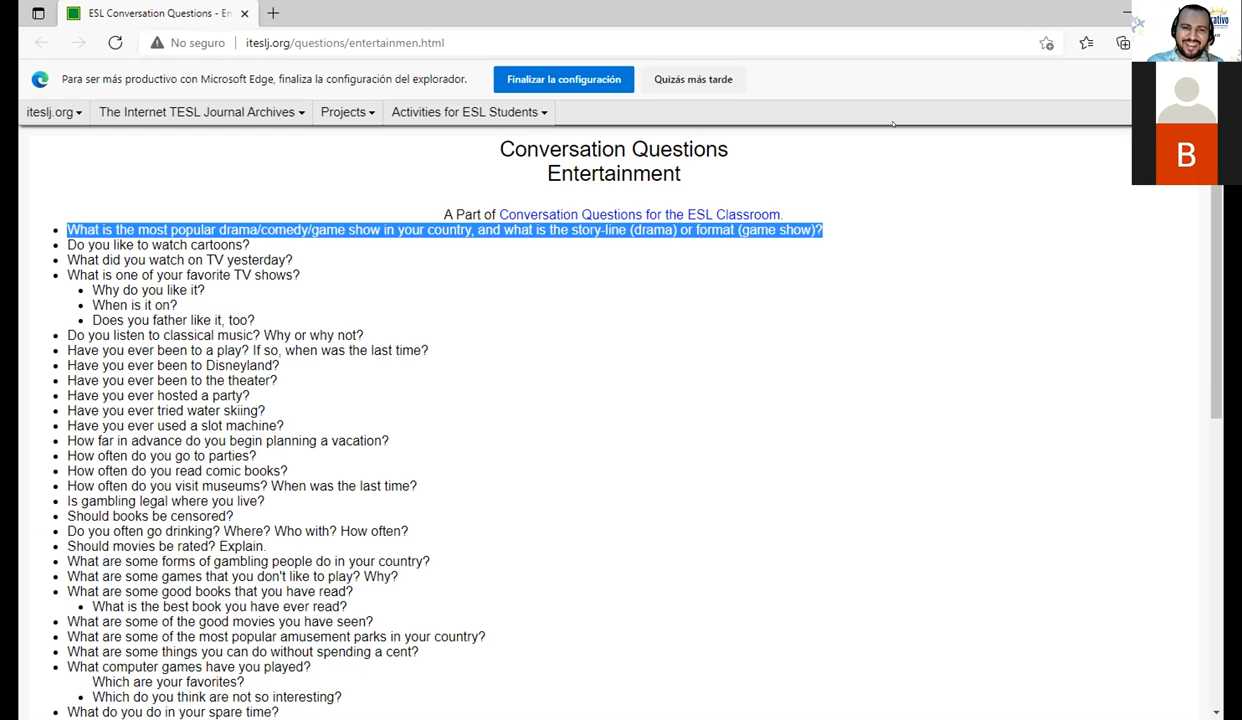 ESL Conversation Questions - En
No seguro
iteslj.org/questions/entertainmen.html
Para ser más productivo con Microsoft Edge, finaliza la configuración del explorador.
Finalizar la configuración
Quizás más tarde
iteslj.org
The Internet TESL Journal Archives
Projects
Activities for ESL Students
B
Conversation Questions
Entertainment
A Part of Conversation Questions for the ESL Classroom.
What is the most popular drama/comedy/game show in your country, and what is the story-line (drama) or format (game show)?
Do you like to watch cartoons?
What did you watch on TV yesterday?
What is one of your favorite TV shows?
Why do you like it?
When is it on?
Does you father like it, too?
Do you listen to classical music? Why or why not?
Have you ever been to a play? If so, when was the last time?
Have you ever been to Disneyland?
Have you ever been to the theater?
Have you ever hosted a party?
Have you ever tried water skiing?
Have you ever used a slot machine?
How far in advance do you begin planning a vacation?
How often do you go to parties?
How often do you read comic books?
How often do you visit museums? When was the last time?
Is gambling legal where you live?
Should books be censored?
Do you often go drinking? Where? Who with? How often?
Should movies be rated? Explain.
What are some forms of gambling people do in your country?
What are some games that you don't like to play? Why?
What are some good books that you have read?
What is the best book you have ever read?
What are some of the good movies you have seen?
What are some of the most popular amusement parks in your country?
What are some things you can do without spending a cent?
What computer games have you played?
Which are your favorites?
Which do you think are not so interesting?
What do you do in your spare time?